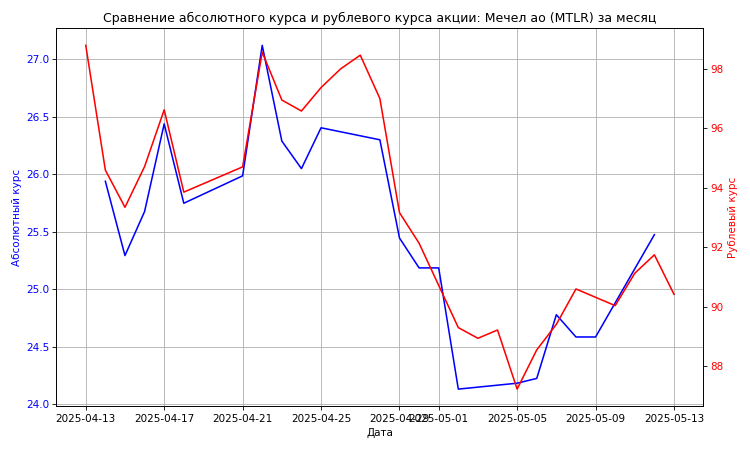 Сравнение абсолютного курса и рублевого курса акции: Мечел ао (MTLR) за месяц
27.0
26.5
26.0
25.5
25.0
24.5
24.0
Абсолютный курс
98
96
94
92
90
88
Рублевый курс
2025-04-13 2025-04-17 2025-04-21 2025-04-25 2025-04-29 2025-05-01 2025-05-05 2025-05-09 2025-05-13
Дата